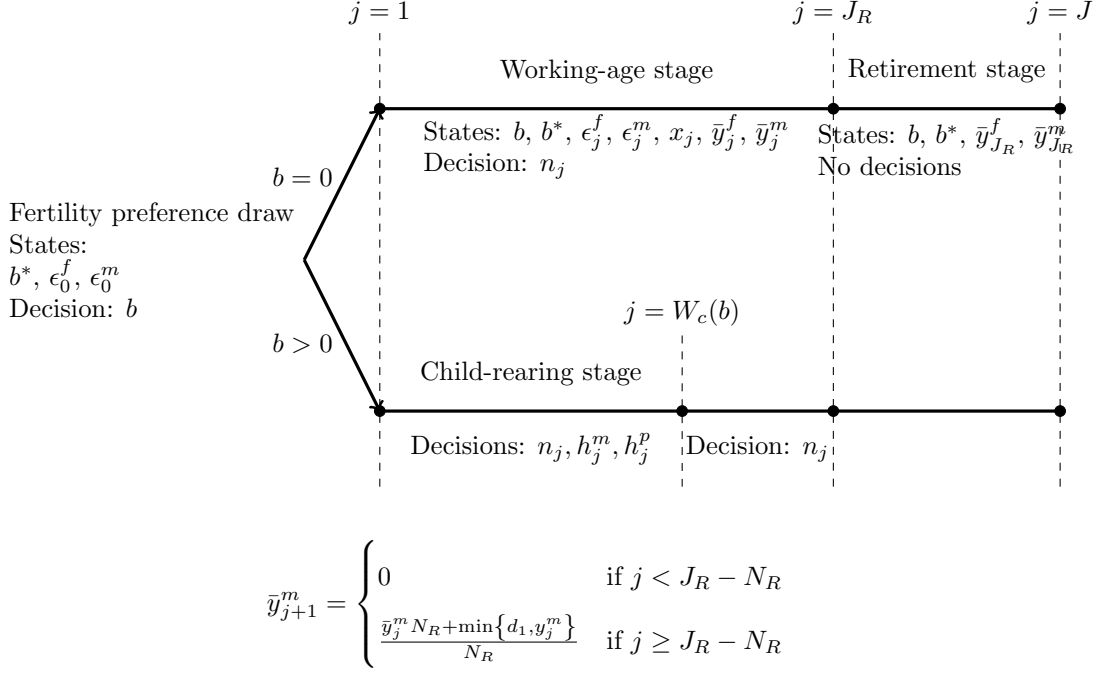 j = 1
j = J_R
j = J
Working-age stage
Retirement stage
States: b, b*, ϵ_j^f, ϵ_j^m, x_j, ȳ_j^f, ȳ_j^m
Decision: n_j
States: b, b*, ȳ_{J_R}^f, ȳ_{J_R}^m
No decisions
b = 0
Fertility preference draw
States:
b*, ϵ_0^f, ϵ_0^m
Decision: b
b > 0
j = W_c(b)
Child-rearing stage
Decisions: n_j, h_j^m, h_j^p
Decision: n_j
ȳ_{j+1}^m = { 0 if j < J_R − N_R
(ȳ_j^m N_R + min{d_1, y_j^m}) / N_R if j ≥ J_R − N_R